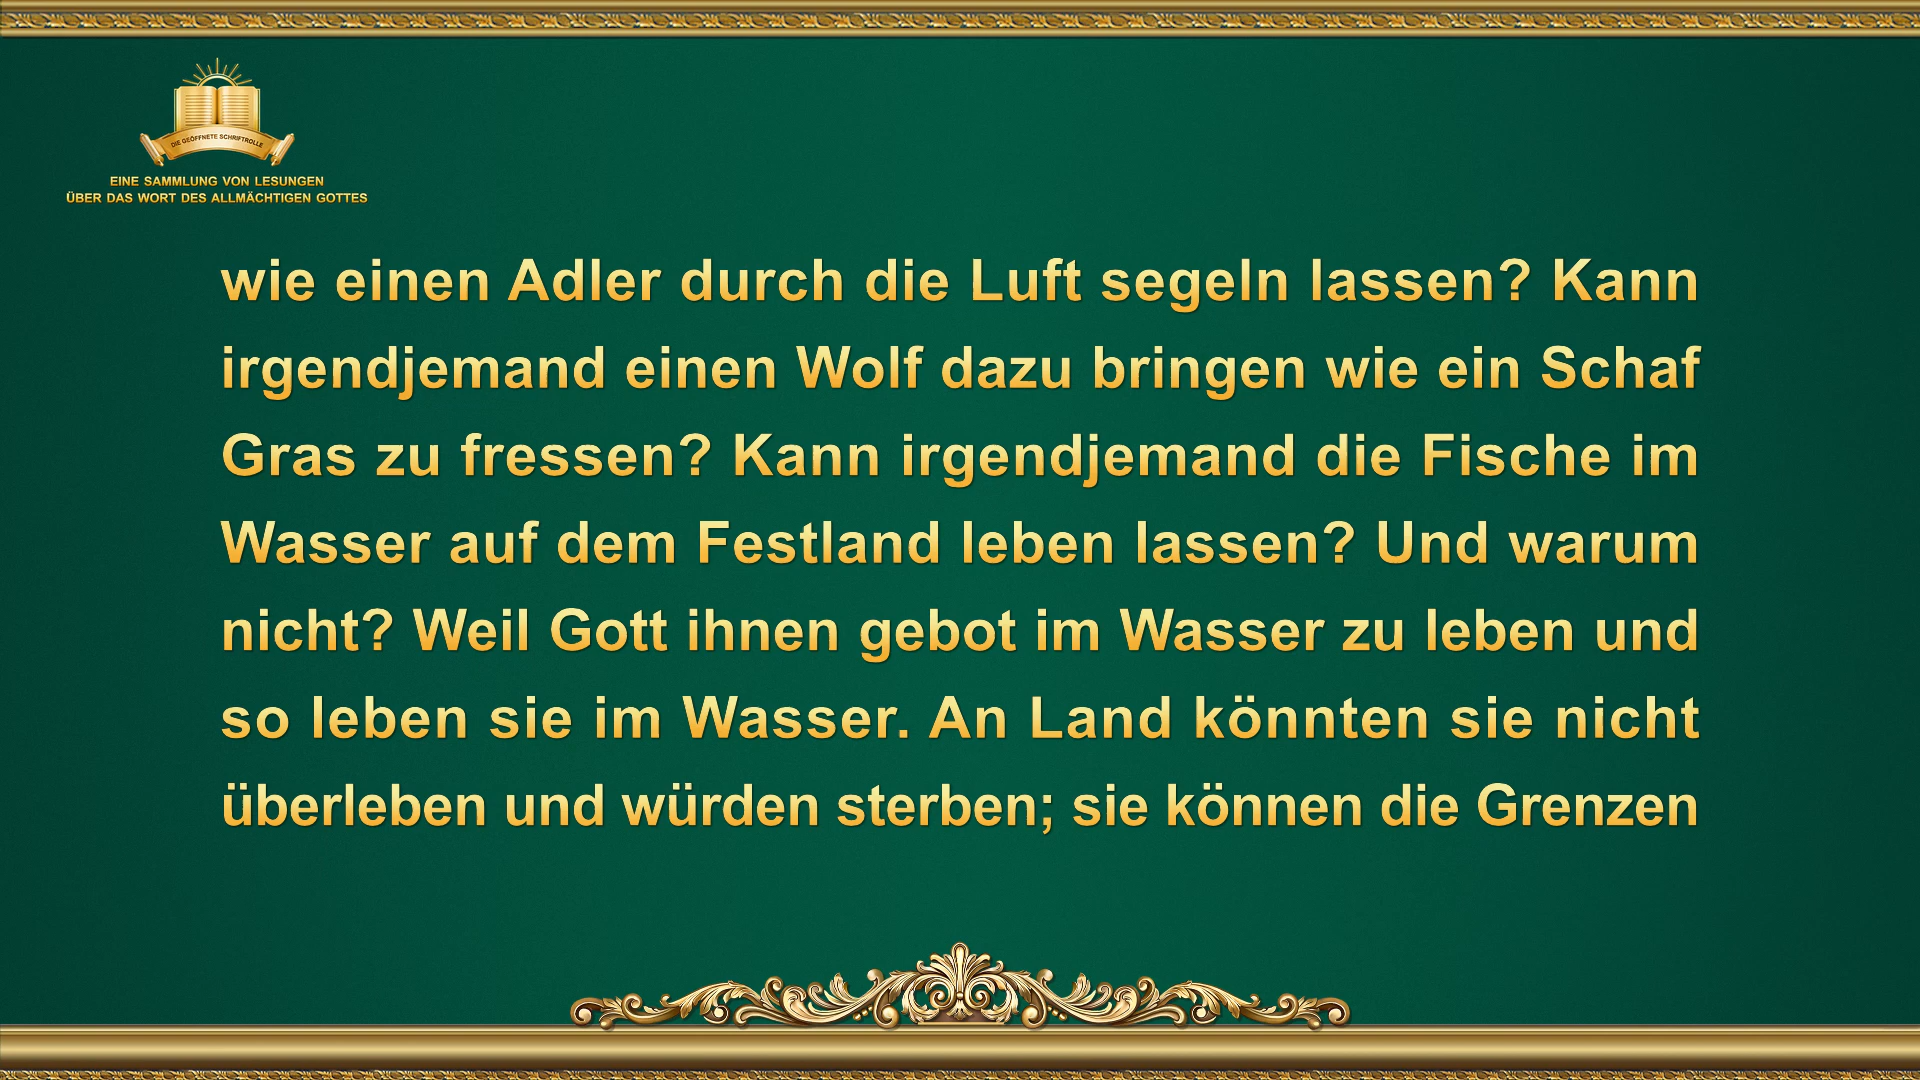 DIE GEÖFFNETE SCHRIFTROLLE
EINE SAMMLUNG VON LESUNGEN
ÜBER DAS WORT DES ALLMÄCHTIGEN GOTTES
wie einen Adler durch die Luft segeln lassen? Kann
irgendjemand einen Wolf dazu bringen wie ein Schaf
Gras zu fressen? Kann irgendjemand die Fische im
Wasser auf dem Festland leben lassen? Und warum
nicht? Weil Gott ihnen gebot im Wasser zu leben und
so leben sie im Wasser. An Land könnten sie nicht
überleben und würden sterben; sie können die Grenzen